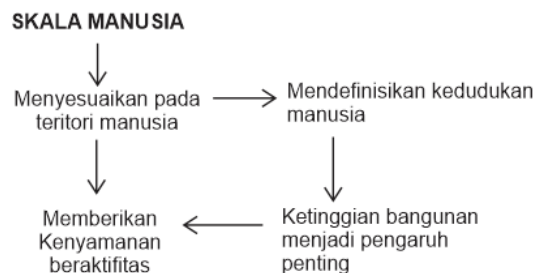 SKALA MANUSIA
Menyesuaikan pada
teritori manusia
Mendefinisikan kedudukan
manusia
Memberikan
Kenyamanan
beraktifitas
Ketinggian bangunan
menjadi pengaruh
penting